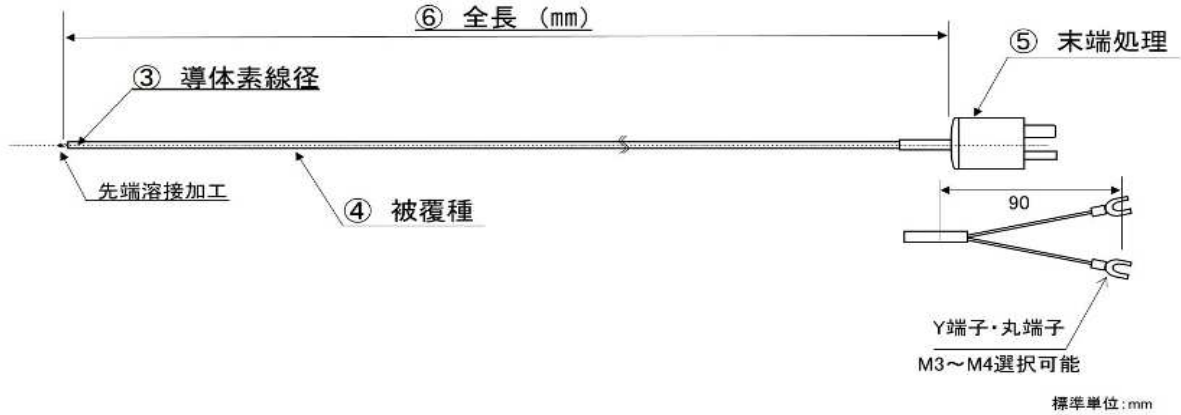 ⑥ 全長 (㎜)
⑤ 末端処理
③ 導体素線径
先端溶接加工
④ 被覆種
90
Y端子・丸端子
M3～M4選択可能
標準単位:mm